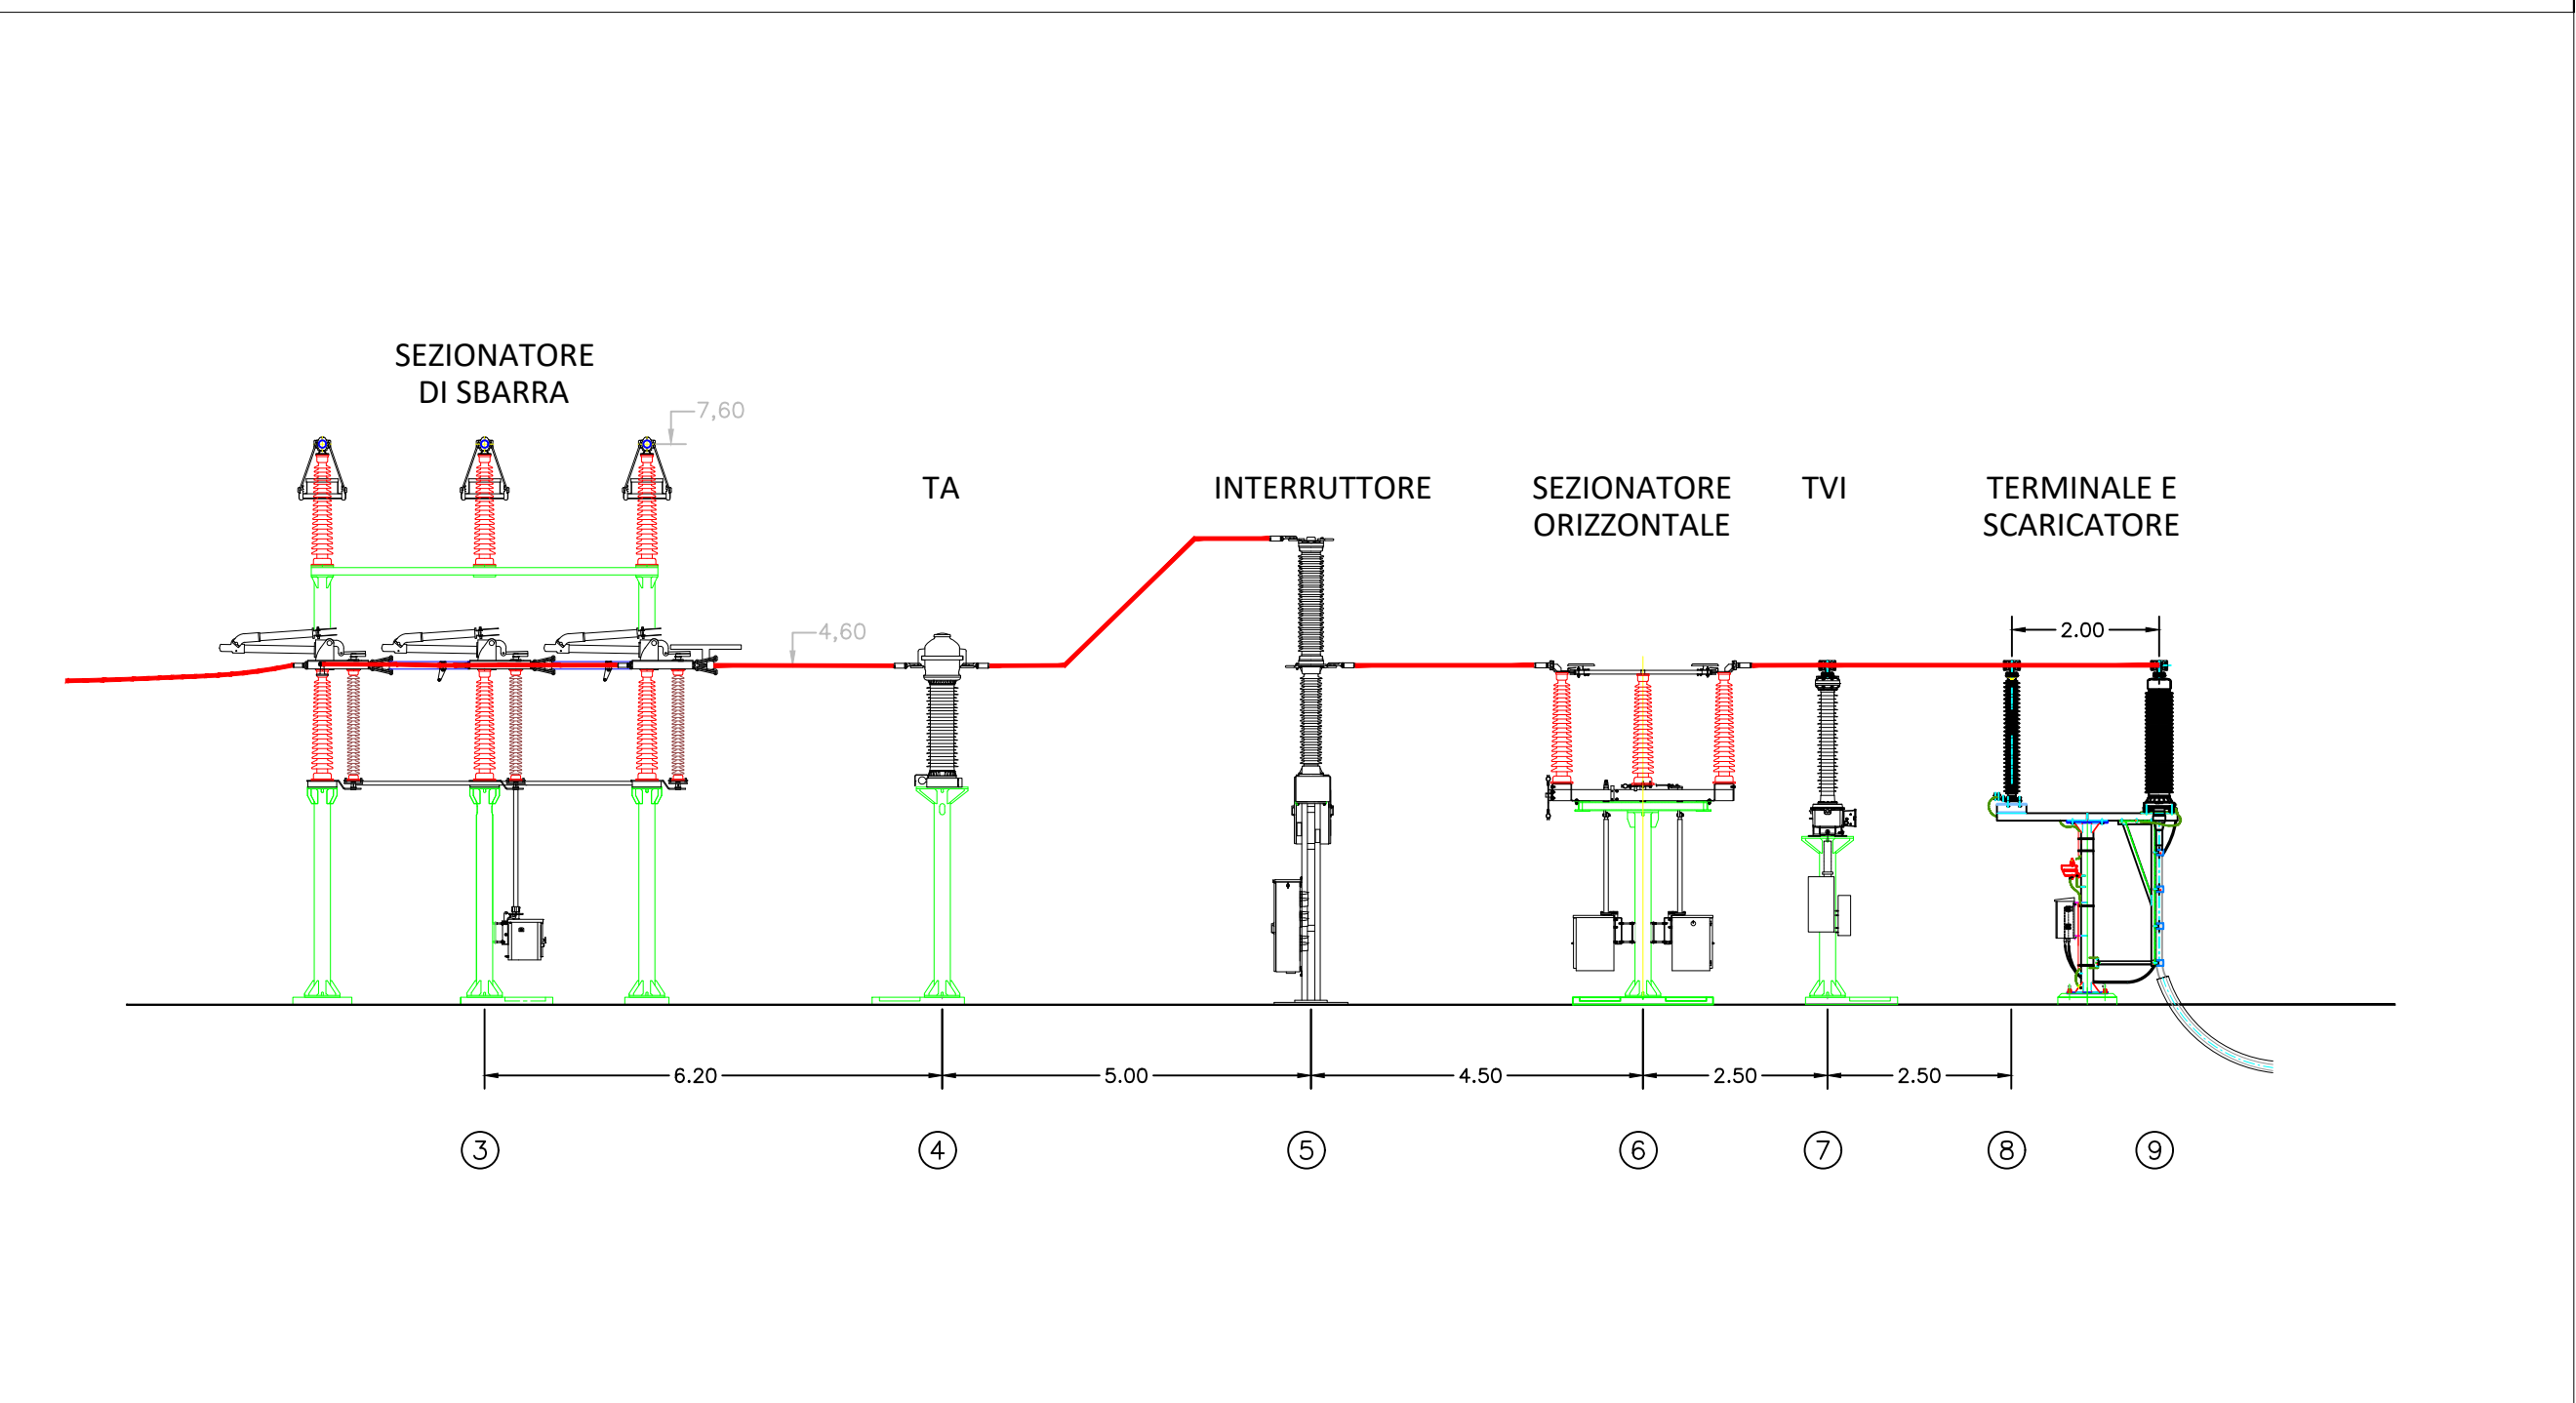 SEZIONATORE
DI SBARRA
7,60
TA
INTERRUTTORE
SEZIONATORE
ORIZZONTALE
TVI
TERMINALE E
SCARICATORE
4,60
2.00
6.20
5.00
4.50
2.50
2.50
3
4
5
6
7
8
9